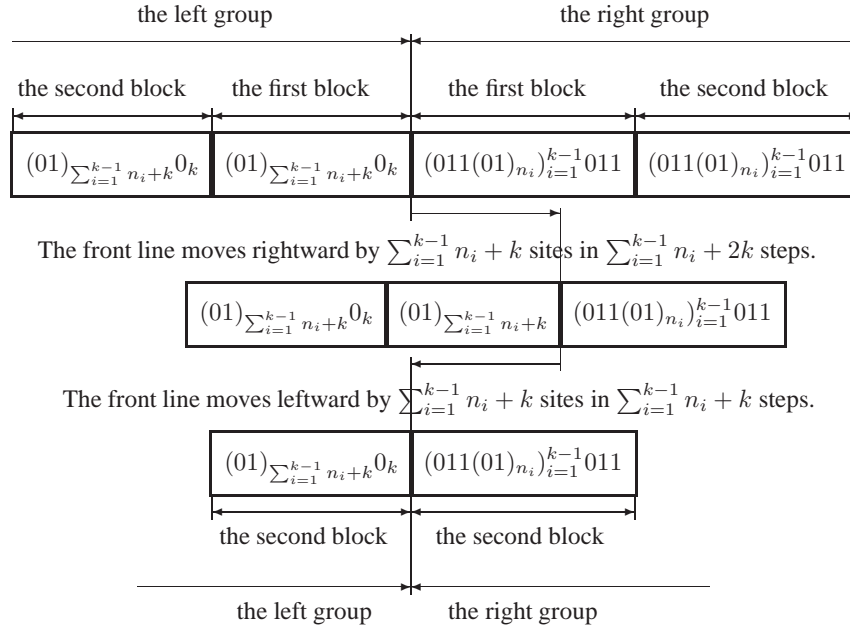 the left group the right group
the second block the first block the first block the second block
(01)_{\sum_{i=1}^{k-1} n_i+k}0_k (01)_{\sum_{i=1}^{k-1} n_i+k}0_k (011(01)_{n_i})_{i=1}^{k-1}011 (011(01)_{n_i})_{i=1}^{k-1}011
The front line moves rightward by \sum_{i=1}^{k-1} n_i + k sites in \sum_{i=1}^{k-1} n_i + 2k steps.
(01)_{\sum_{i=1}^{k-1} n_i+k}0_k (01)_{\sum_{i=1}^{k-1} n_i+k} (011(01)_{n_i})_{i=1}^{k-1}011
The front line moves leftward by \sum_{i=1}^{k-1} n_i + k sites in \sum_{i=1}^{k-1} n_i + k steps.
(01)_{\sum_{i=1}^{k-1} n_i+k}0_k (011(01)_{n_i})_{i=1}^{k-1}011
the second block the second block
the left group the right group